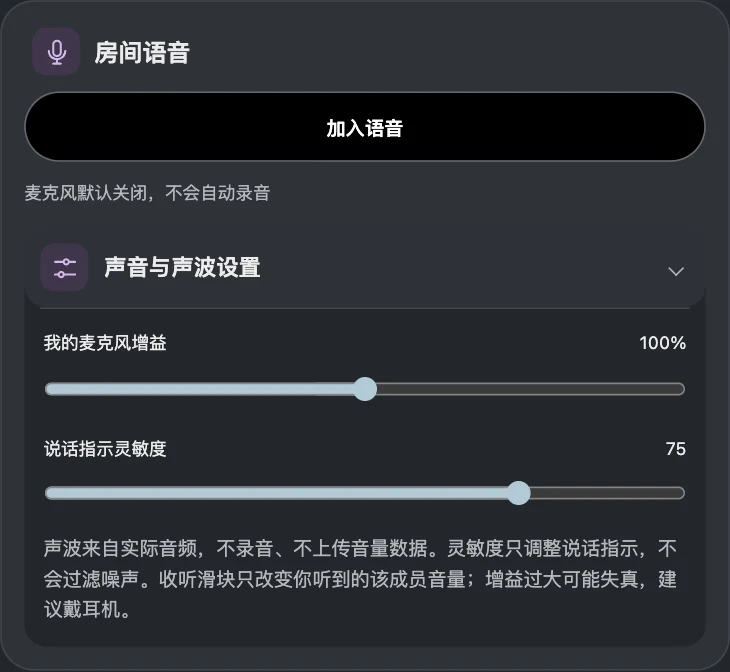 房间语音
加入语音
麦克风默认关闭，不会自动录音
声音与声波设置
我的麦克风增益 100%
说话指示灵敏度 75
声波来自实际音频，不录音、不上传音量数据。灵敏度只调整说话指示，不
会过滤噪声。收听滑块只改变你听到的该成员音量；增益过大可能失真，建
议戴耳机。